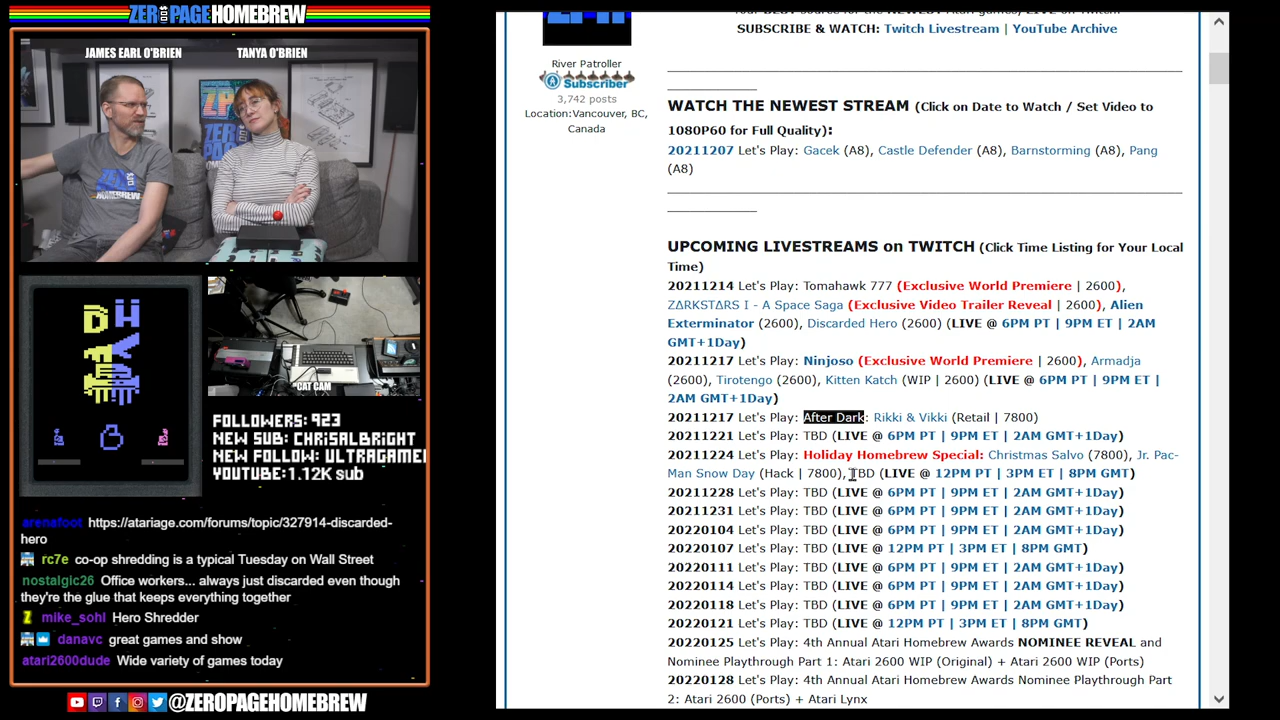 ZERO PAGE HOMEBREW
JAMES EARL O'BRIEN
TANYA O'BRIEN
*CAT CAM
FOLLOWERS: 923
NEW SUB: CHRISALBRIGHT
NEW FOLLOW: ULTRAGAME
YOUTUBE: 1.12K sub
arenafoot https://atariage.com/forums/topic/327914-discarded-
hero
rc7e co-op shredding is a typical Tuesday on Wall Street
nostalgic26 Office workers... always just discarded even though
they're the glue that keeps everything together
mike_sohl Hero Shredder
danavc great games and show
atari2600dude Wide variety of games today
@ZEROPAGEHOMEBREW
River Patroller
Subscriber
3,742 posts
Location:Vancouver, BC,
Canada
SUBSCRIBE & WATCH: Twitch Livestream | YouTube Archive
WATCH THE NEWEST STREAM (Click on Date to Watch / Set Video to
1080P60 for Full Quality):
20211207 Let's Play: Gacek (A8), Castle Defender (A8), Barnstorming (A8), Pang
(A8)
UPCOMING LIVESTREAMS on TWITCH (Click Time Listing for Your Local
Time)
20211214 Let's Play: Tomahawk 777 (Exclusive World Premiere | 2600),
ZΔRKSTΔRS I - A Space Saga (Exclusive Video Trailer Reveal | 2600), Alien
Exterminator (2600), Discarded Hero (2600) (LIVE @ 6PM PT | 9PM ET | 2AM
GMT+1Day)
20211217 Let's Play: Ninjoso (Exclusive World Premiere | 2600), Armadja
(2600), Tirotengo (2600), Kitten Katch (WIP | 2600) (LIVE @ 6PM PT | 9PM ET |
2AM GMT+1Day)
20211217 Let's Play: After Dark: Rikki & Vikki (Retail | 7800)
20211221 Let's Play: TBD (LIVE @ 6PM PT | 9PM ET | 2AM GMT+1Day)
20211224 Let's Play: Holiday Homebrew Special: Christmas Salvo (7800), Jr. Pac-
Man Snow Day (Hack | 7800), TBD (LIVE @ 12PM PT | 3PM ET | 8PM GMT)
20211228 Let's Play: TBD (LIVE @ 6PM PT | 9PM ET | 2AM GMT+1Day)
20211231 Let's Play: TBD (LIVE @ 6PM PT | 9PM ET | 2AM GMT+1Day)
20220104 Let's Play: TBD (LIVE @ 6PM PT | 9PM ET | 2AM GMT+1Day)
20220107 Let's Play: TBD (LIVE @ 12PM PT | 3PM ET | 8PM GMT)
20220111 Let's Play: TBD (LIVE @ 6PM PT | 9PM ET | 2AM GMT+1Day)
20220114 Let's Play: TBD (LIVE @ 6PM PT | 9PM ET | 2AM GMT+1Day)
20220118 Let's Play: TBD (LIVE @ 6PM PT | 9PM ET | 2AM GMT+1Day)
20220121 Let's Play: TBD (LIVE @ 12PM PT | 3PM ET | 8PM GMT)
20220125 Let's Play: 4th Annual Atari Homebrew Awards NOMINEE REVEAL and
Nominee Playthrough Part 1: Atari 2600 WIP (Original) + Atari 2600 WIP (Ports)
20220128 Let's Play: 4th Annual Atari Homebrew Awards Nominee Playthrough Part
2: Atari 2600 (Ports) + Atari Lynx